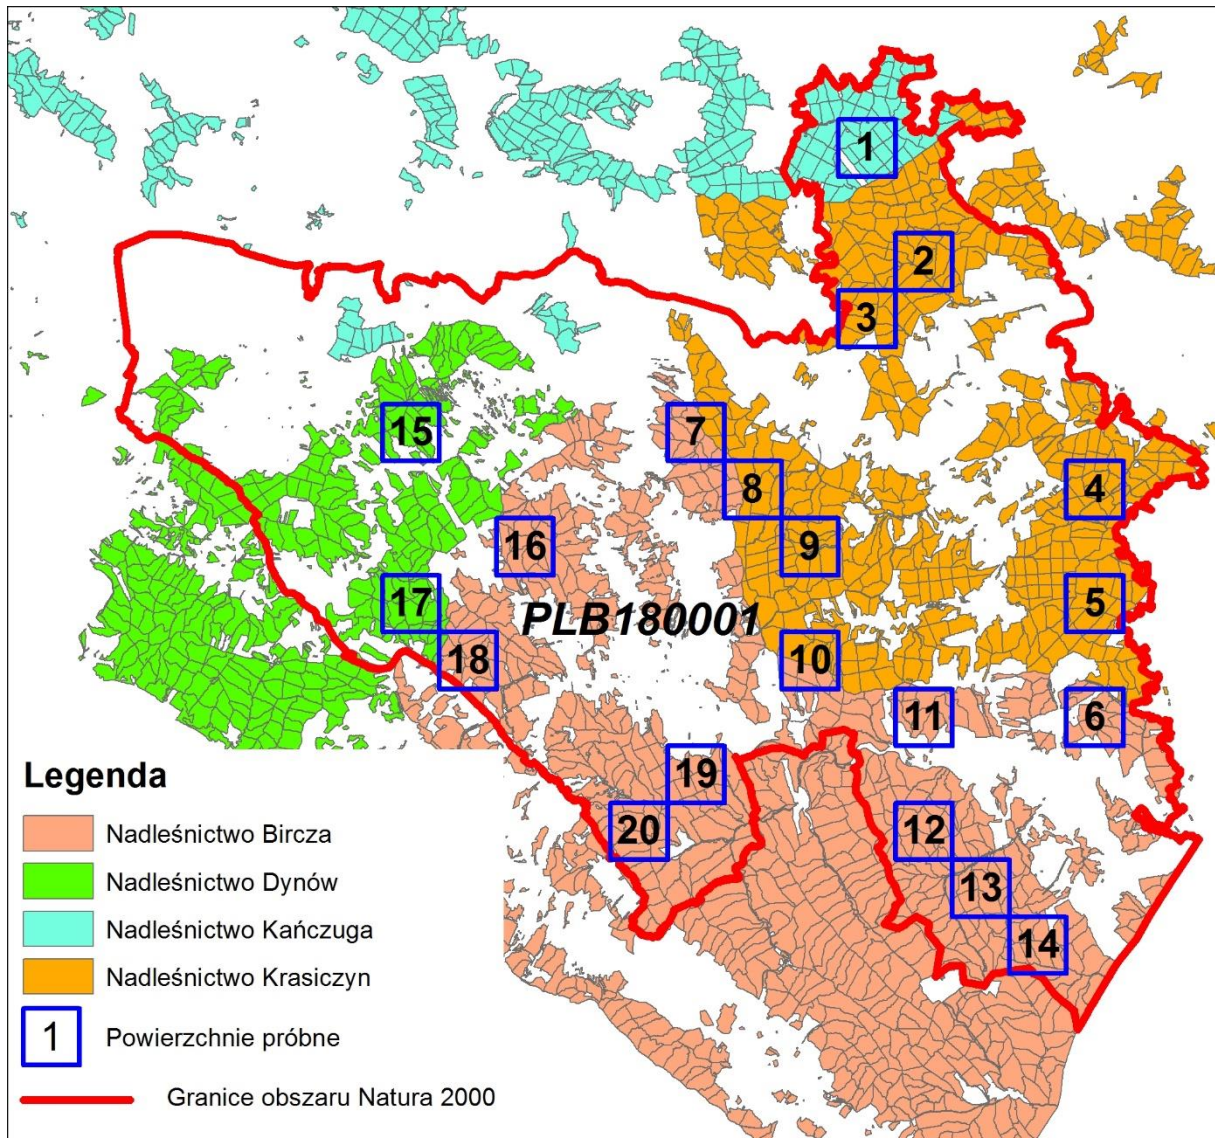 1
2
3
15
7
4
8
16
9
17
5
PLB180001
18
10
11
6
19
12
20
13
14
Legenda
Nadleśnictwo Bircza
Nadleśnictwo Dynów
Nadleśnictwo Kańczuga
Nadleśnictwo Krasiczyn
1 Powierzchnie próbne
Granice obszaru Natura 2000